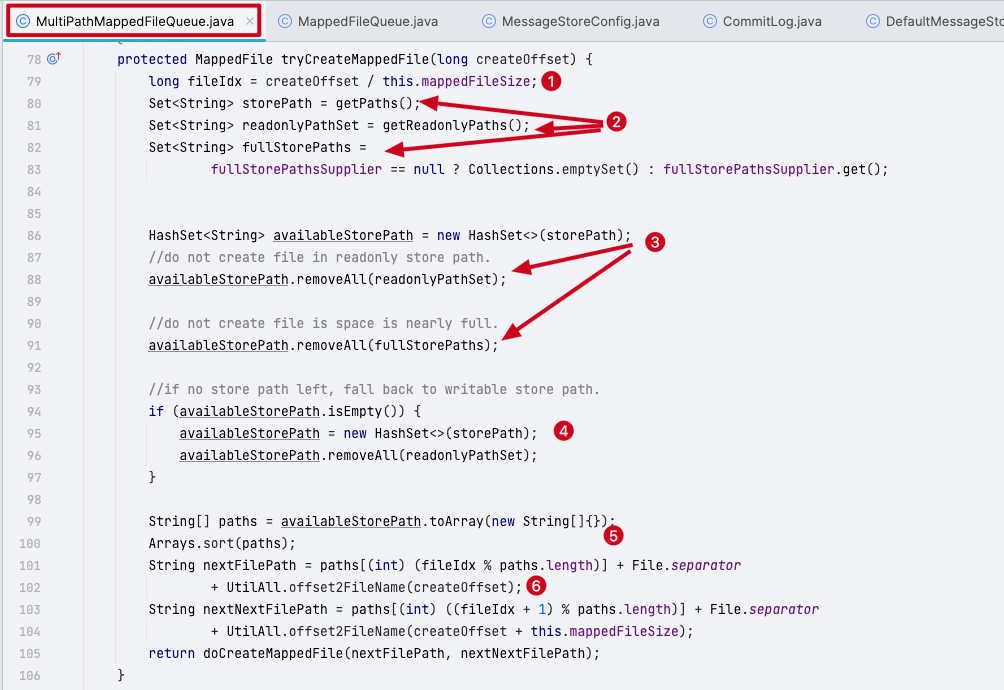 MultiPathMappedFileQueue.java × MappedFileQueue.java MessageStoreConfig.java CommitLog.java DefaultMessageSto
78 protected MappedFile tryCreateMappedFile(long createOffset) {
79 long fileIdx = createOffset / this.mappedFileSize; 1
80 Set<String> storePath = getPaths();
81 Set<String> readonlyPathSet = getReadonlyPaths(); 2
82 Set<String> fullStorePaths =
83 fullStorePathsSupplier == null ? Collections.emptySet() : fullStorePathsSupplier.get();
84
85
86 HashSet<String> availableStorePath = new HashSet<>(storePath); 3
87 //do not create file in readonly store path.
88 availableStorePath.removeAll(readonlyPathSet);
89
90 //do not create file is space is nearly full.
91 availableStorePath.removeAll(fullStorePaths);
92
93 //if no store path left, fall back to writable store path.
94 if (availableStorePath.isEmpty()) {
95 availableStorePath = new HashSet<>(storePath); 4
96 availableStorePath.removeAll(readonlyPathSet);
97 }
98
99 String[] paths = availableStorePath.toArray(new String[]{}); 5
100 Arrays.sort(paths);
101 String nextFilePath = paths[(int) (fileIdx % paths.length)] + File.separator
102 + UtilAll.offset2FileName(createOffset); 6
103 String nextNextFilePath = paths[(int) ((fileIdx + 1) % paths.length)] + File.separator
104 + UtilAll.offset2FileName(createOffset + this.mappedFileSize);
105 return doCreateMappedFile(nextFilePath, nextNextFilePath);
106 }